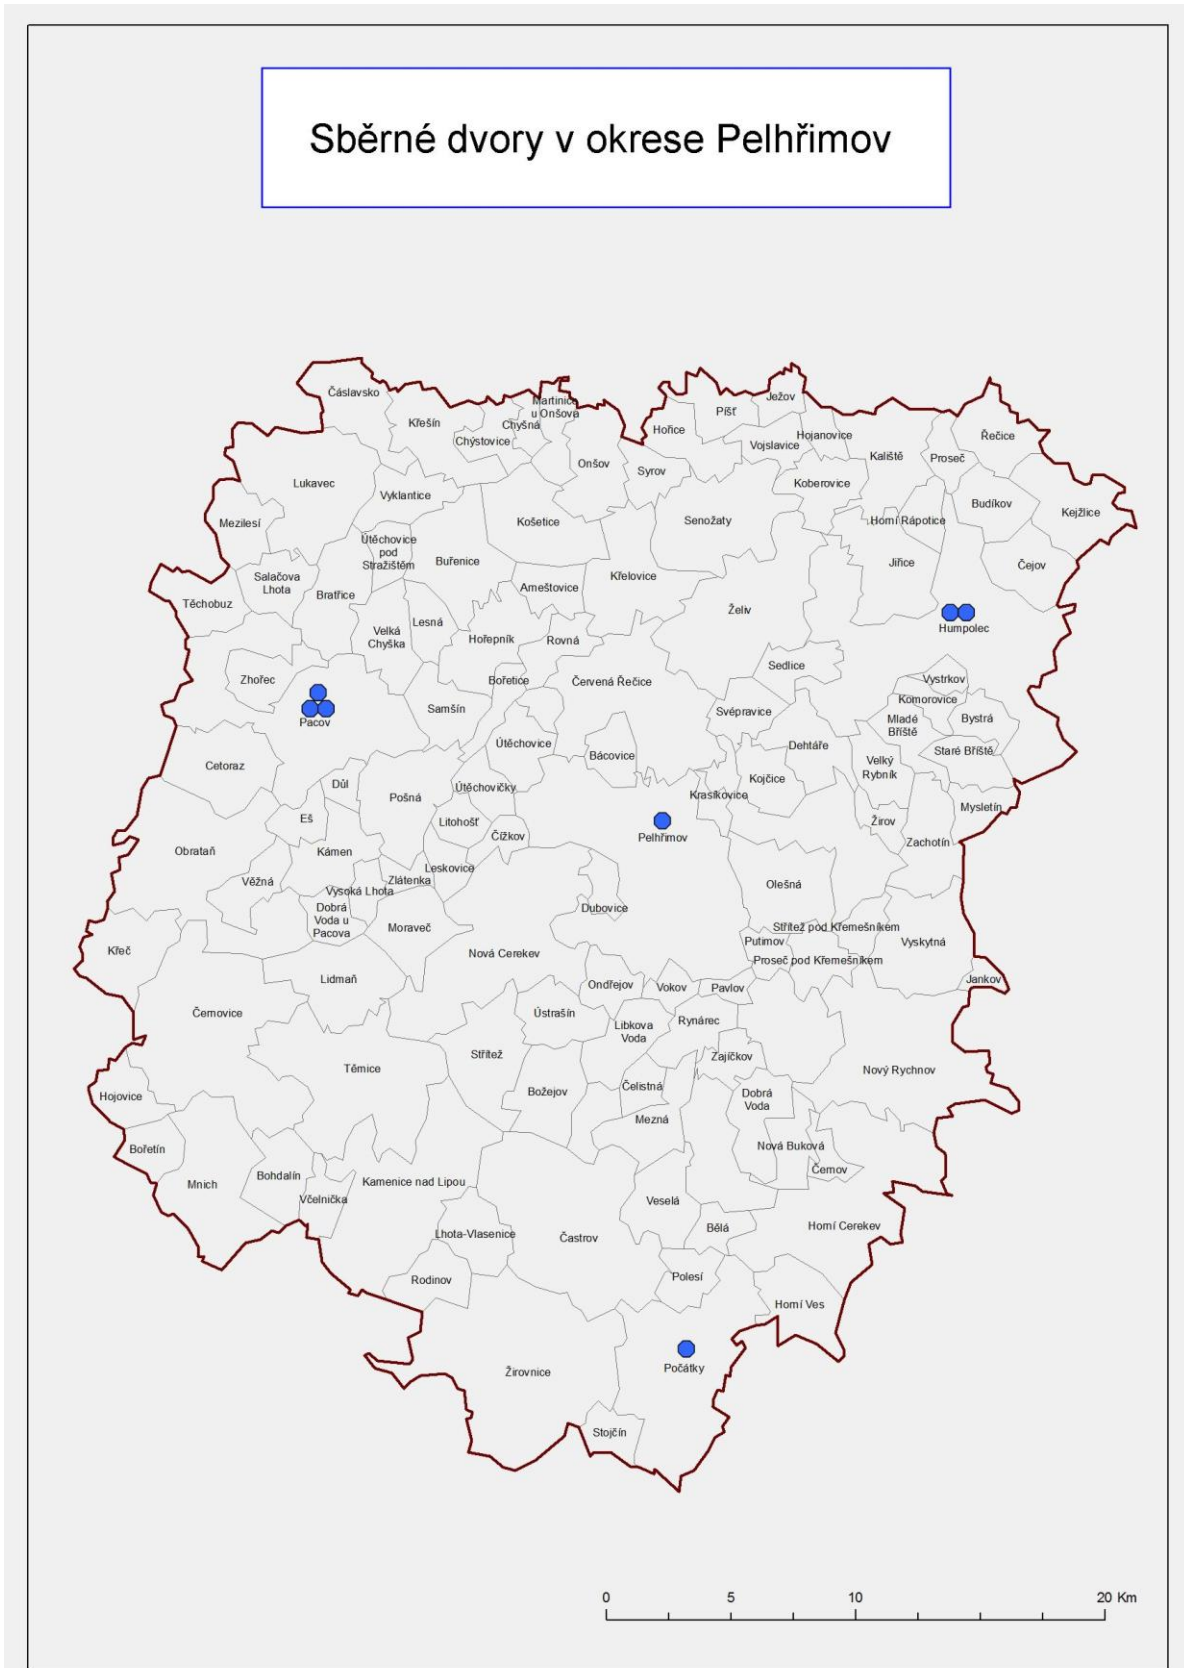 Sběrné dvory v okrese Pelhřimov
Čáslavsko
Křešín
Chýstovice
Chyšná
Martinice
u Onšova
Onšov
Hořice
Syrov
Píšť
Ježov
Vojslavice
Hojanovice
Koberovice
Kaliště
Proseč
Řečice
Lukavec
Vyklantice
Košetice
Senožaty
Horní Rápotice
Budíkov
Kejžlice
Mezilesí
Útěchovice
pod
Stražištěm
Buřenice
Jiřice
Čejov
Salačova
Lhota
Těchobuz
Bratřice
Ameštovice
Křelovice
Želiv
Humpolec
Velká
Chyška
Lesná
Hořepník
Rovná
Sedlice
Vystrkov
Zhořec
Bořetice
Červená Řečice
Komorovice
Samšín
Svépravice
Mladé
Bříště
Bystrá
Pacov
Útěchovice
Bácovice
Dehtáře
Staré Bříště
Cetoraz
Důl
Kojčice
Velký
Rybník
Pošná
Útěchovičky
Krasíkovice
Mysletín
Eš
Litohošť
Čížkov
Pelhřimov
Žirov
Zachotín
Obrataň
Kámen
Leskovice
Věžná
Zlátenka
Vysoká Lhota
Olešná
Dobrá
Voda u
Pacova
Dubovice
Moraveč
Střítež pod Křemešníkem
Putimov
Vyskytná
Křeč
Nová Cerekev
Proseč pod Křemešníkem
Lidmaň
Ondřejov
Vokov
Pavlov
Jankov
Černovice
Ústrašín
Libkova
Voda
Rynárec
Střítež
Zajíčkov
Těmice
Nový Rychnov
Hojovice
Božejov
Čelistná
Dobrá
Voda
Mezná
Bořetín
Nová Buková
Černov
Mnich
Bohdalín
Včelnička
Kamenice nad Lipou
Veselá
Lhota-Vlasenice
Častrov
Bělá
Horní Cerekev
Rodinov
Polesí
Horní Ves
Žirovnice
Počátky
Stojčín
0 5 10 20 Km